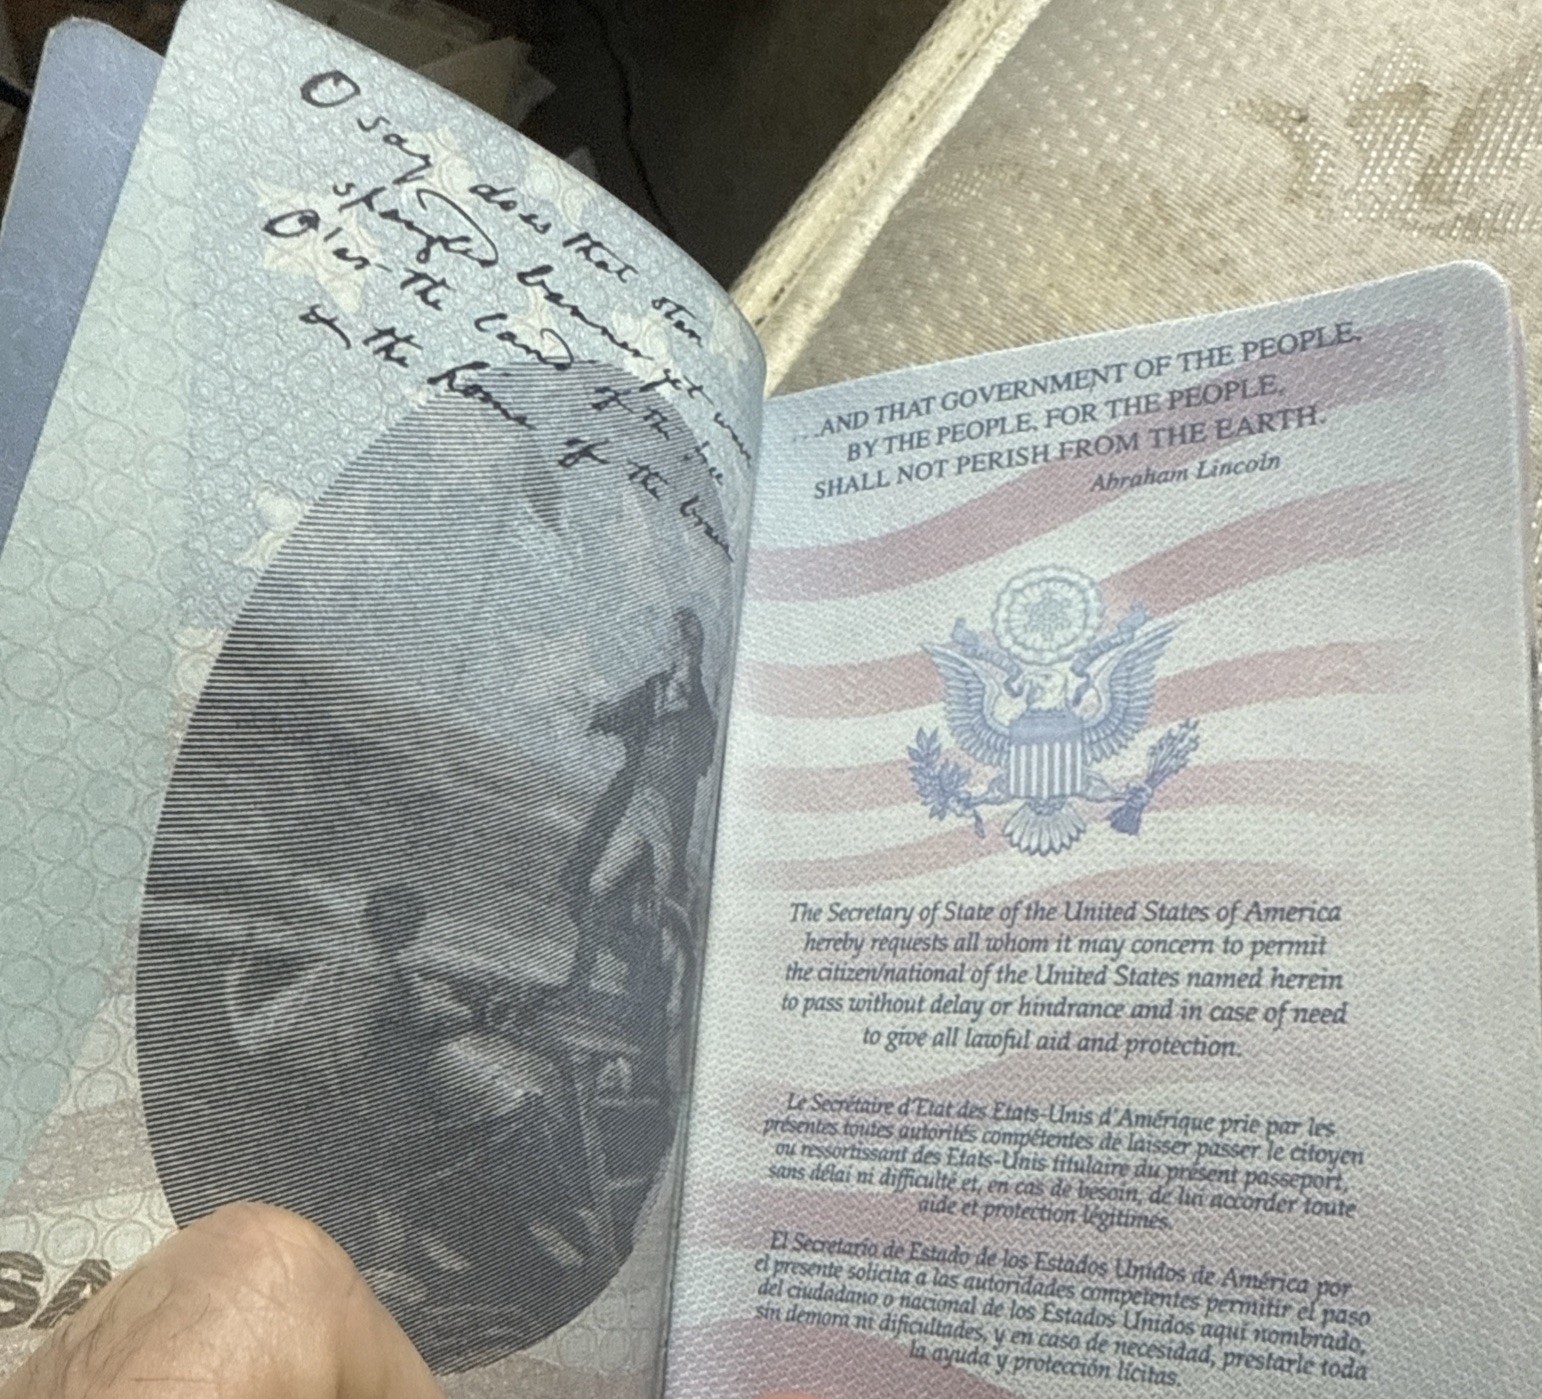 O say does that star
spangled banner yet wave
O'er the land of the free
& the home of the brave
SA
...AND THAT GOVERNMENT OF THE PEOPLE,
BY THE PEOPLE, FOR THE PEOPLE,
SHALL NOT PERISH FROM THE EARTH.
Abraham Lincoln
The Secretary of State of the United States of America
hereby requests all whom it may concern to permit
the citizen/national of the United States named herein
to pass without delay or hindrance and in case of need
to give all lawful aid and protection.
Le Secrétaire d'Etat des Etats-Unis d'Amérique prie par les
présentes toutes autorités compétentes de laisser passer le citoyen
ou ressortissant des Etats-Unis titulaire du présent passeport,
sans délai ni difficulté et, en cas de besoin, de lui accorder toute
aide et protection légitimes.
El Secretario de Estado de los Estados Unidos de América por
el presente solicita a las autoridades competentes permitir el paso
del ciudadano o nacional de los Estados Unidos aquí nombrado,
sin demora ni dificultades, y en caso de necesidad, prestarle toda
la ayuda y protección lícitas.